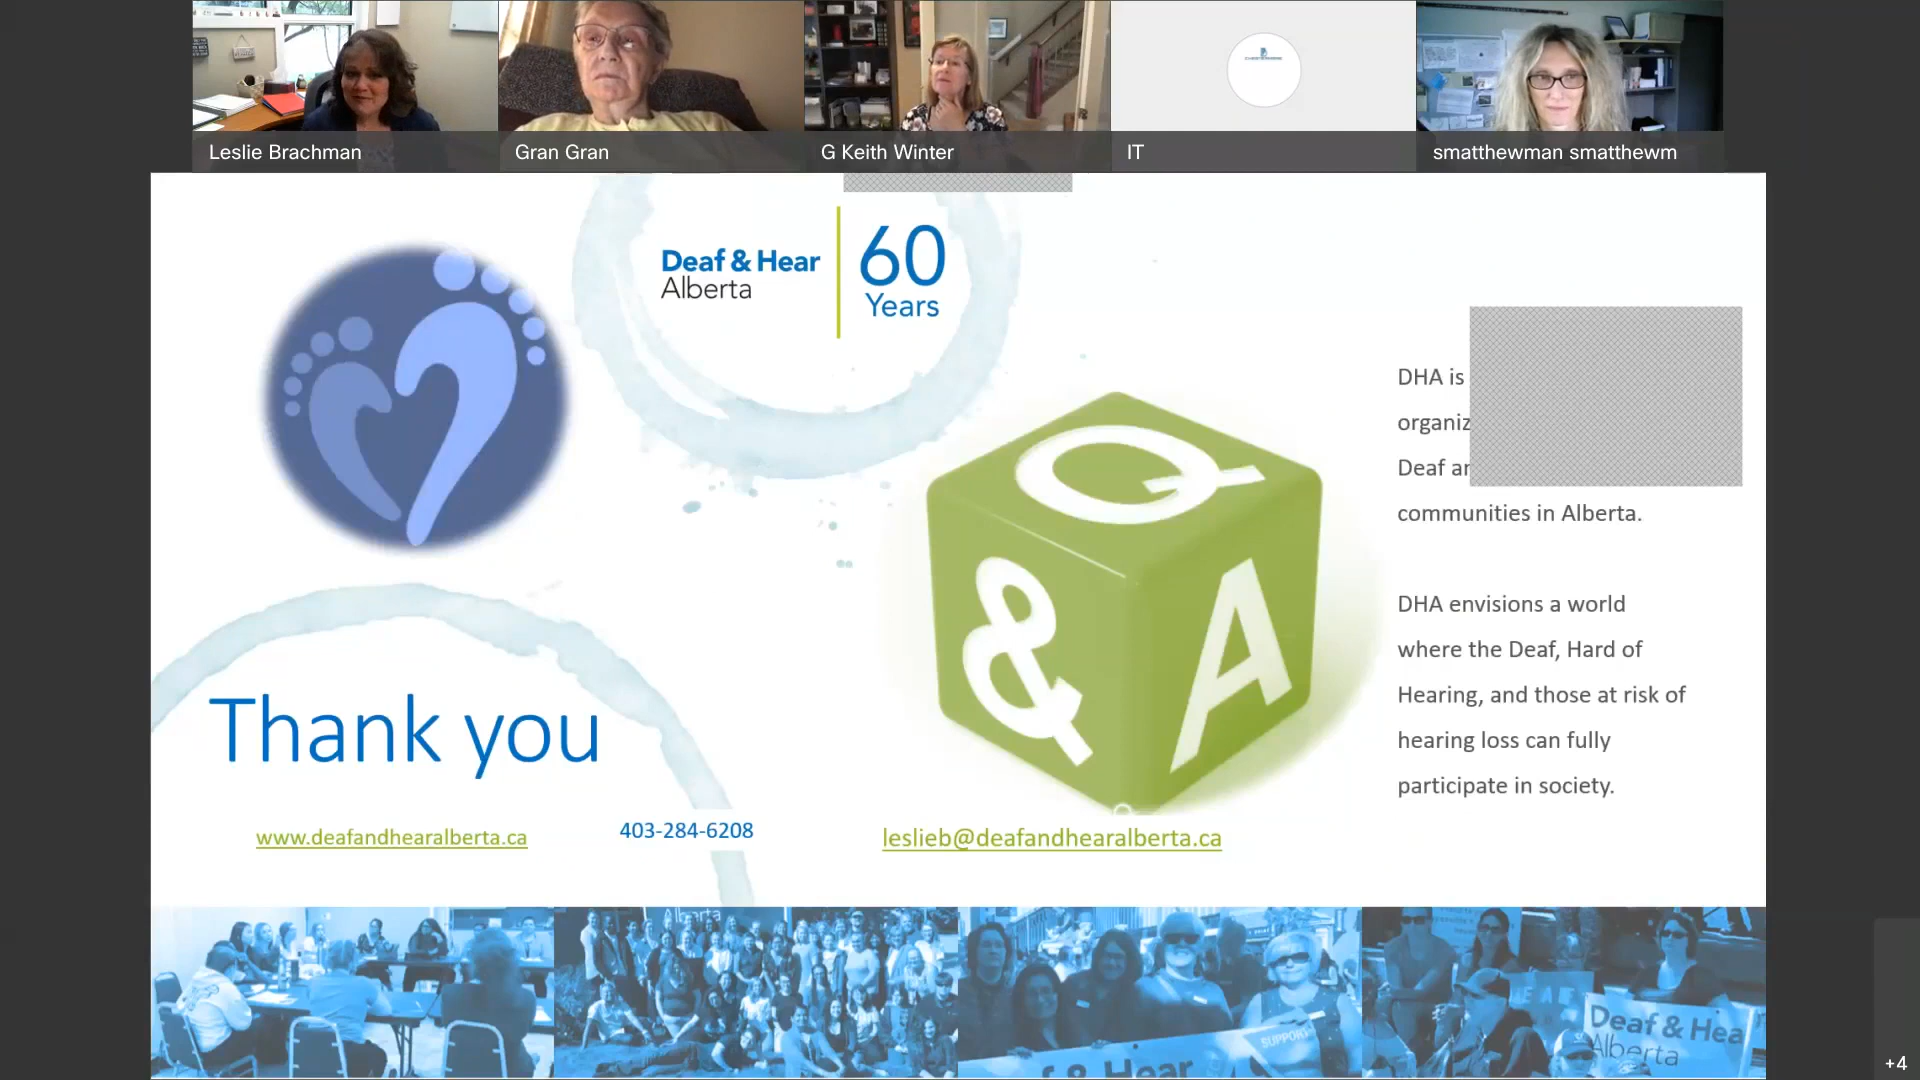 Leslie Brachman
Gran Gran
G Keith Winter
IT
smatthewman smatthewm
Deaf & Hear
Alberta
60
Years
DHA is
organiz
Deaf ar
communities in Alberta.
Q
&
A
DHA envisions a world
where the Deaf, Hard of
Hearing, and those at risk of
hearing loss can fully
participate in society.
Thank you
www.deafandhearalberta.ca
403-284-6208
leslieb@deafandhearalberta.ca
Alberta
SUPPORT
f & Hear
Deaf & Hea
Alberta
+4